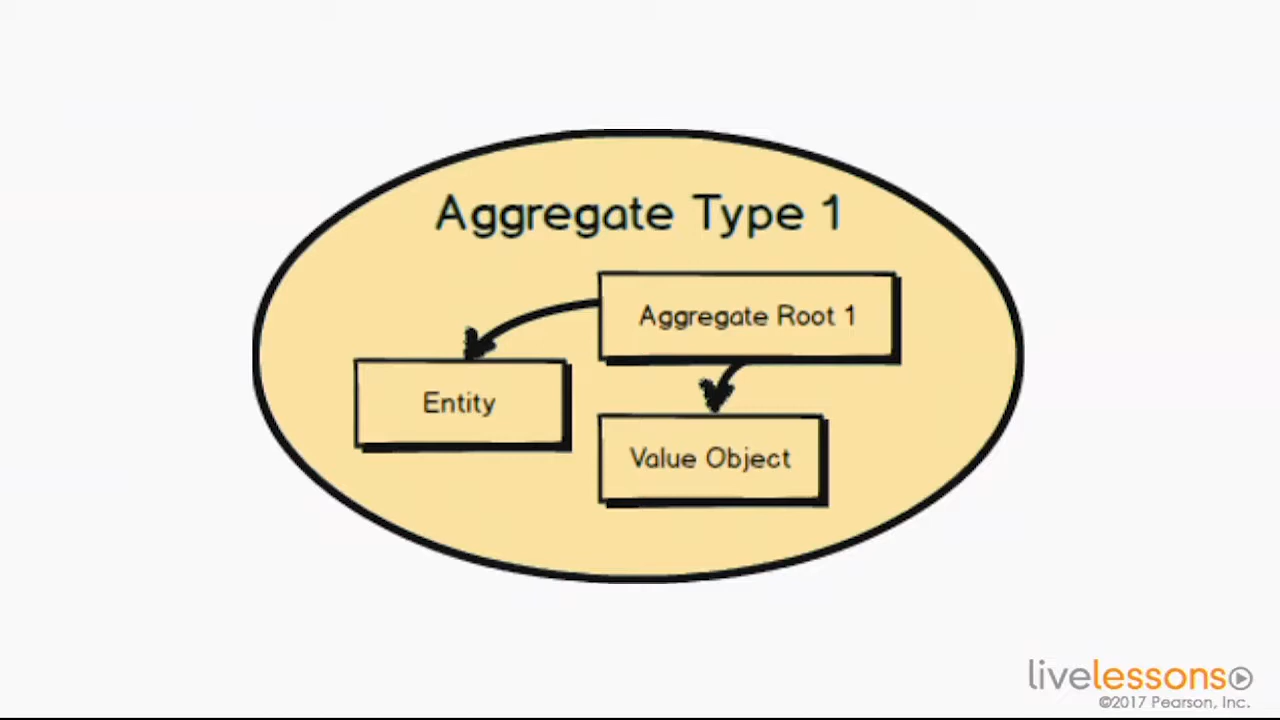 Aggregate Type 1
Aggregate Root 1
Entity
Value Object
livelessons
©2017 Pearson, Inc.